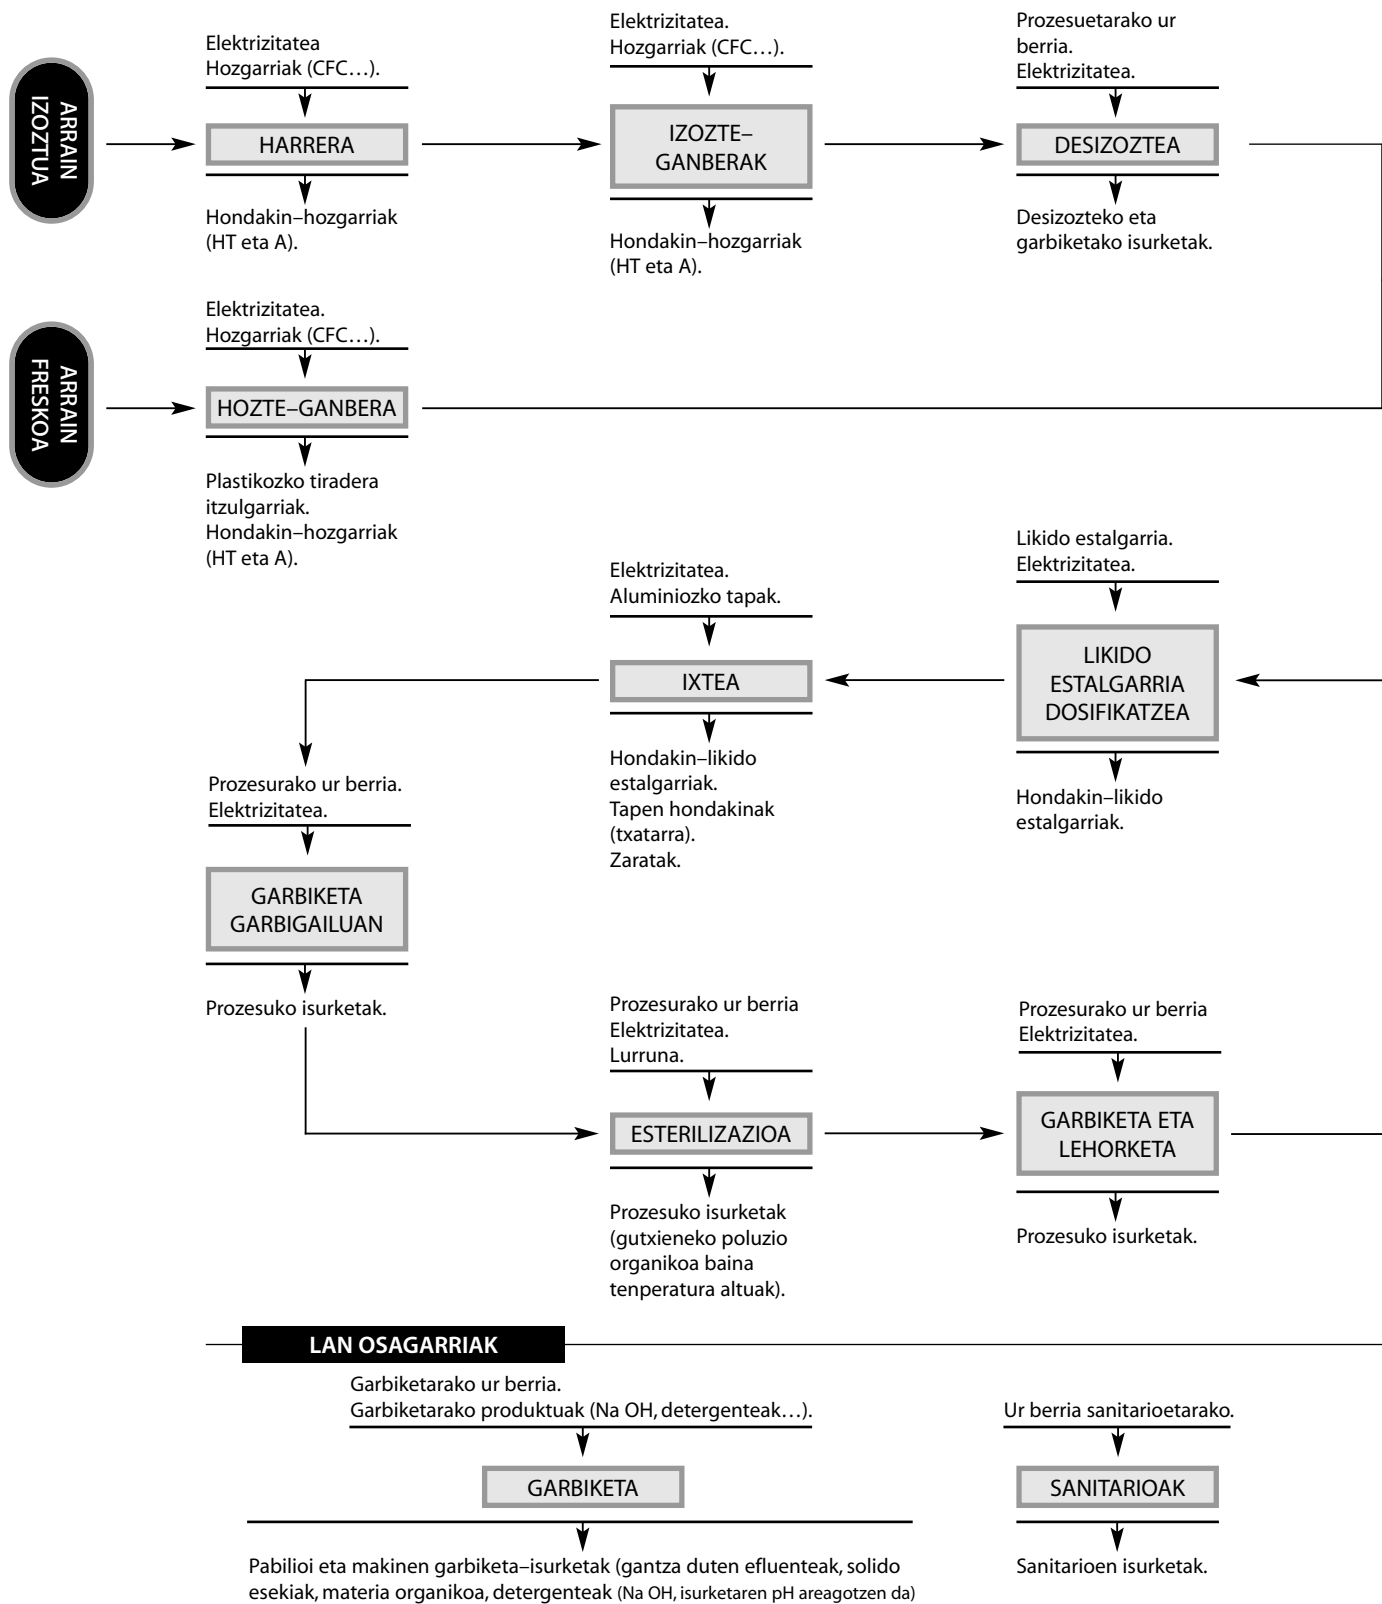 ARRAIN
IZOZTUA
Elektrizitatea
Hozgarriak (CFC…).
HARRERA
Hondakin–hozgarriak
(HT eta A).
Elektrizitatea.
Hozgarriak (CFC…).
IZOZTE–
GANBERAK
Hondakin–hozgarriak
(HT eta A).
Prozesuetarako ur
berria.
Elektrizitatea.
DESIZOZTEA
Desizozteko eta
garbiketako isurketak.
ARRAIN
FRESKOA
Elektrizitatea.
Hozgarriak (CFC…).
HOZTE–GANBERA
Plastikozko tiradera
itzulgarriak.
Hondakin–hozgarriak
(HT eta A).
Likido estalgarria.
Elektrizitatea.
LIKIDO
ESTALGARRIA
DOSIFIKATZEA
Hondakin–likido
estalgarriak.
Elektrizitatea.
Aluminiozko tapak.
IXTEA
Hondakin–likido
estalgarriak.
Tapen hondakinak
(txatarra).
Zaratak.
Prozesurako ur berria.
Elektrizitatea.
GARBIKETA
GARBIGAILUAN
Prozesuko isurketak.
Prozesurako ur berria
Elektrizitatea.
Lurruna.
ESTERILIZAZIOA
Prozesuko isurketak
(gutxieneko poluzio
organikoa baina
tenperatura altuak).
Prozesurako ur berria
Elektrizitatea.
GARBIKETA ETA
LEHORKETA
Prozesuko isurketak.
LAN OSAGARRIAK
Garbiketarako ur berria.
Garbiketarako produktuak (Na OH, detergenteak…).
GARBIKETA
Pabilioi eta makinen garbiketa–isurketak (gantza duten efluenteak, solido
esekiak, materia organikoa, detergenteak (Na OH, isurketaren pH areagotzen da)
Ur berria sanitarioetarako.
SANITARIOAK
Sanitarioen isurketak.